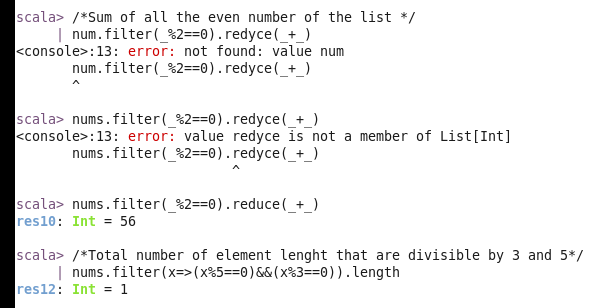 scala> /*Sum of all the even number of the list */
| num.filter(_%2==0).redyce(_+_)
<console>:13: error: not found: value num
num.filter(_%2==0).redyce(_+_)
^
scala> nums.filter(_%2==0).redyce(_+_)
<console>:13: error: value redyce is not a member of List[Int]
nums.filter(_%2==0).redyce(_+_)
^
scala> nums.filter(_%2==0).reduce(_+_)
res10: Int = 56
scala> /*Total number of element lenght that are divisible by 3 and 5*/
| nums.filter(x=>(x%5==0)&&(x%3==0)).length
res12: Int = 1